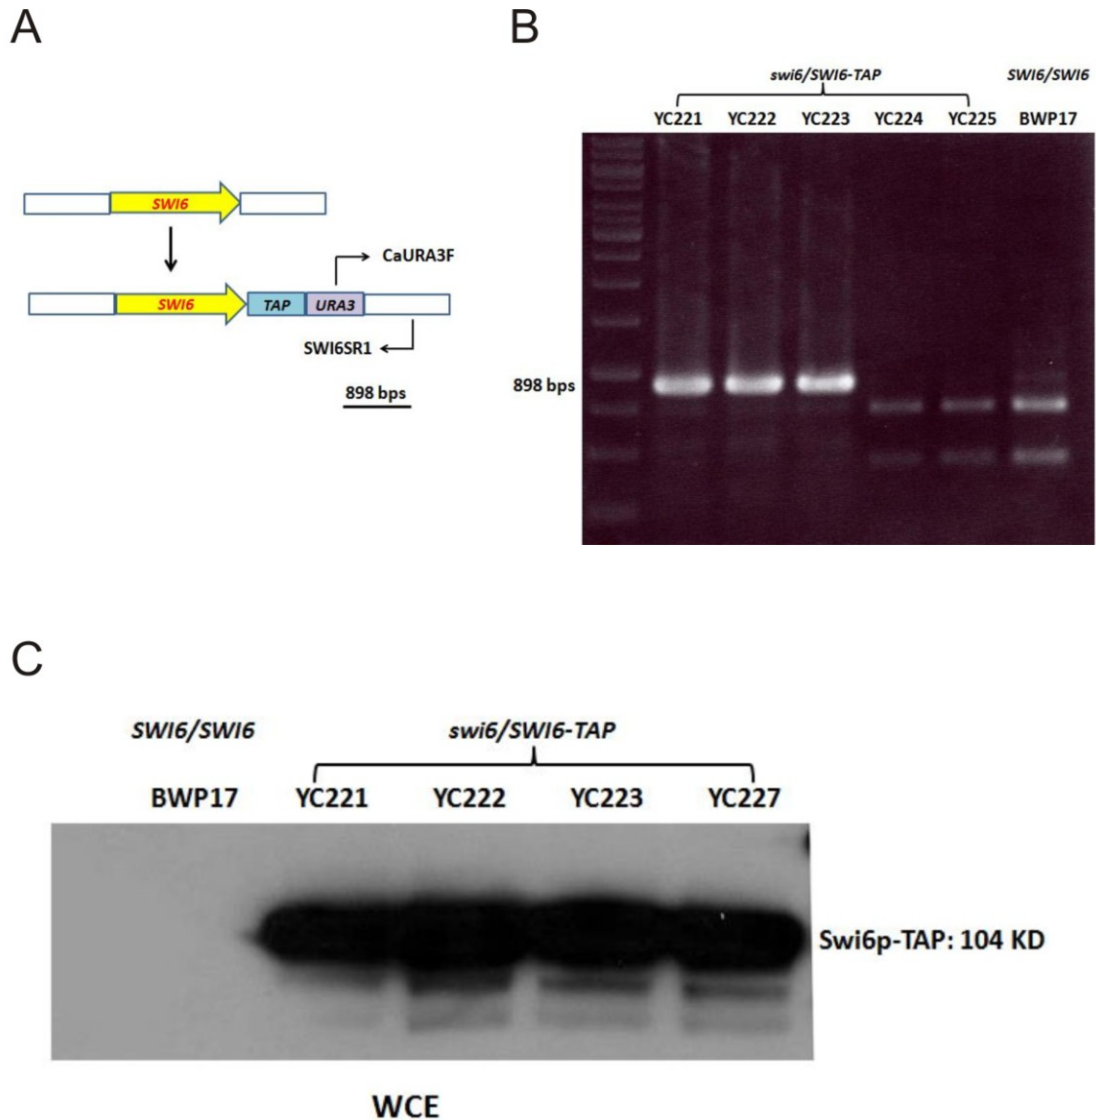 A
SWI6
SWI6 TAP URA3
CaURA3F
SWI6SR1
898 bps
B
swi6/SWI6-TAP SWI6/SWI6
YC221 YC222 YC223 YC224 YC225 BWP17
898 bps
C
SWI6/SWI6 swi6/SWI6-TAP
BWP17 YC221 YC222 YC223 YC227
Swi6p-TAP: 104 KD
WCE